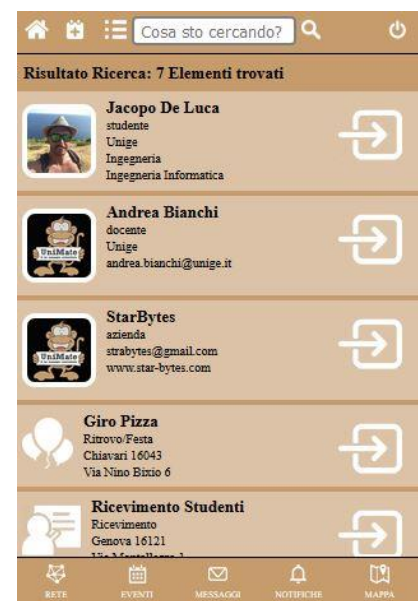 Cosa sto cercando?
Risultato Ricerca: 7 Elementi trovati
Jacopo De Luca
studente
Unige
Ingegneria
Ingegneria Informatica
Andrea Bianchi
docente
Unige
andrea.bianchi@unige.it
UniMate
StarBytes
azienda
strabytes@gmail.com
www.star-bytes.com
UniMate
Giro Pizza
Ritrovo/Festa
Chiavari 16043
Via Nino Bixio 6
Ricevimento Studenti
Ricevimento
Genova 16121
RETE
EVENTI
MESSAGGI
NOTIFICHE
MAPPA